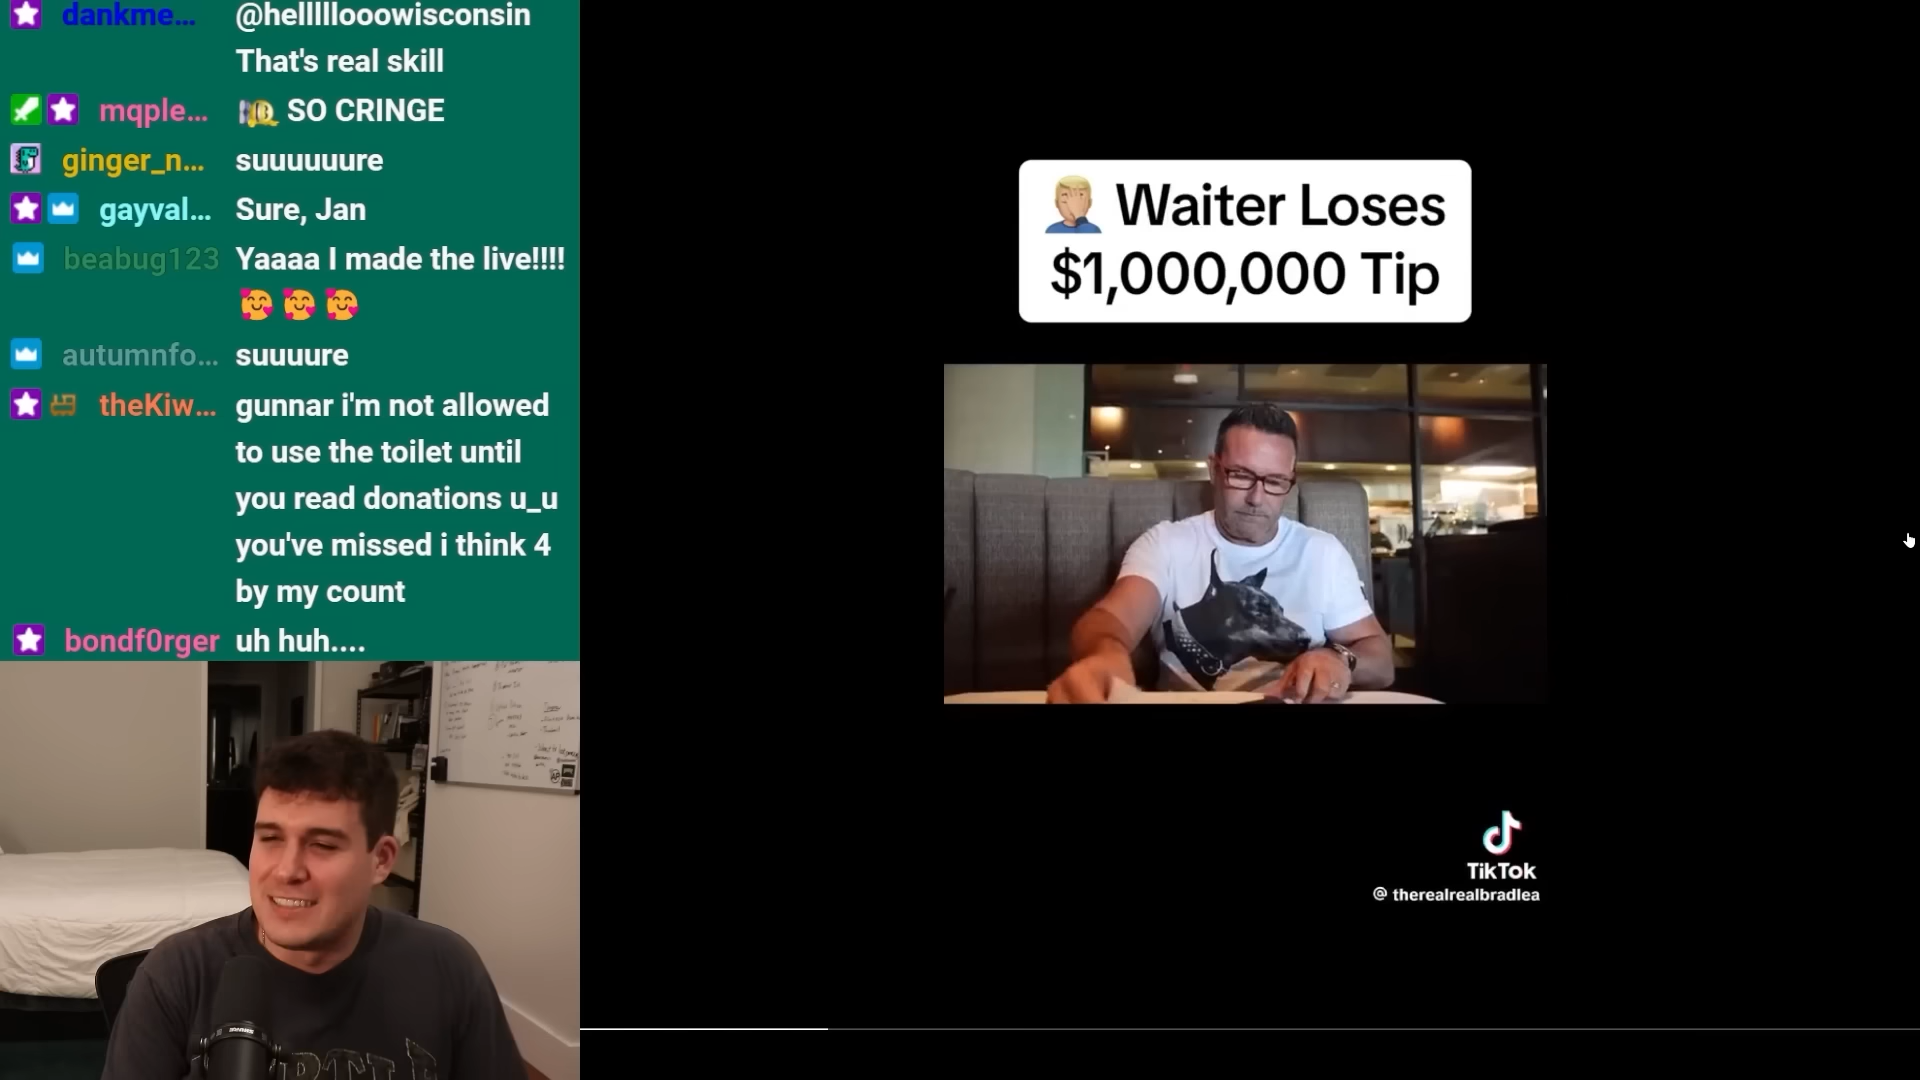 dankme... @hellllloooowisconsin
That's real skill
mqple... SO CRINGE
ginger_n... suuuuuure
gayval... Sure, Jan
beabug123 Yaaaa I made the live!!!!
autumnfo... suuuure
theKiw... gunnar i'm not allowed
to use the toilet until
you read donations u_u
you've missed i think 4
by my count
bondf0rger uh huh....
Waiter Loses
$1,000,000 Tip
TikTok
@ therealrealbradlea
SHURE